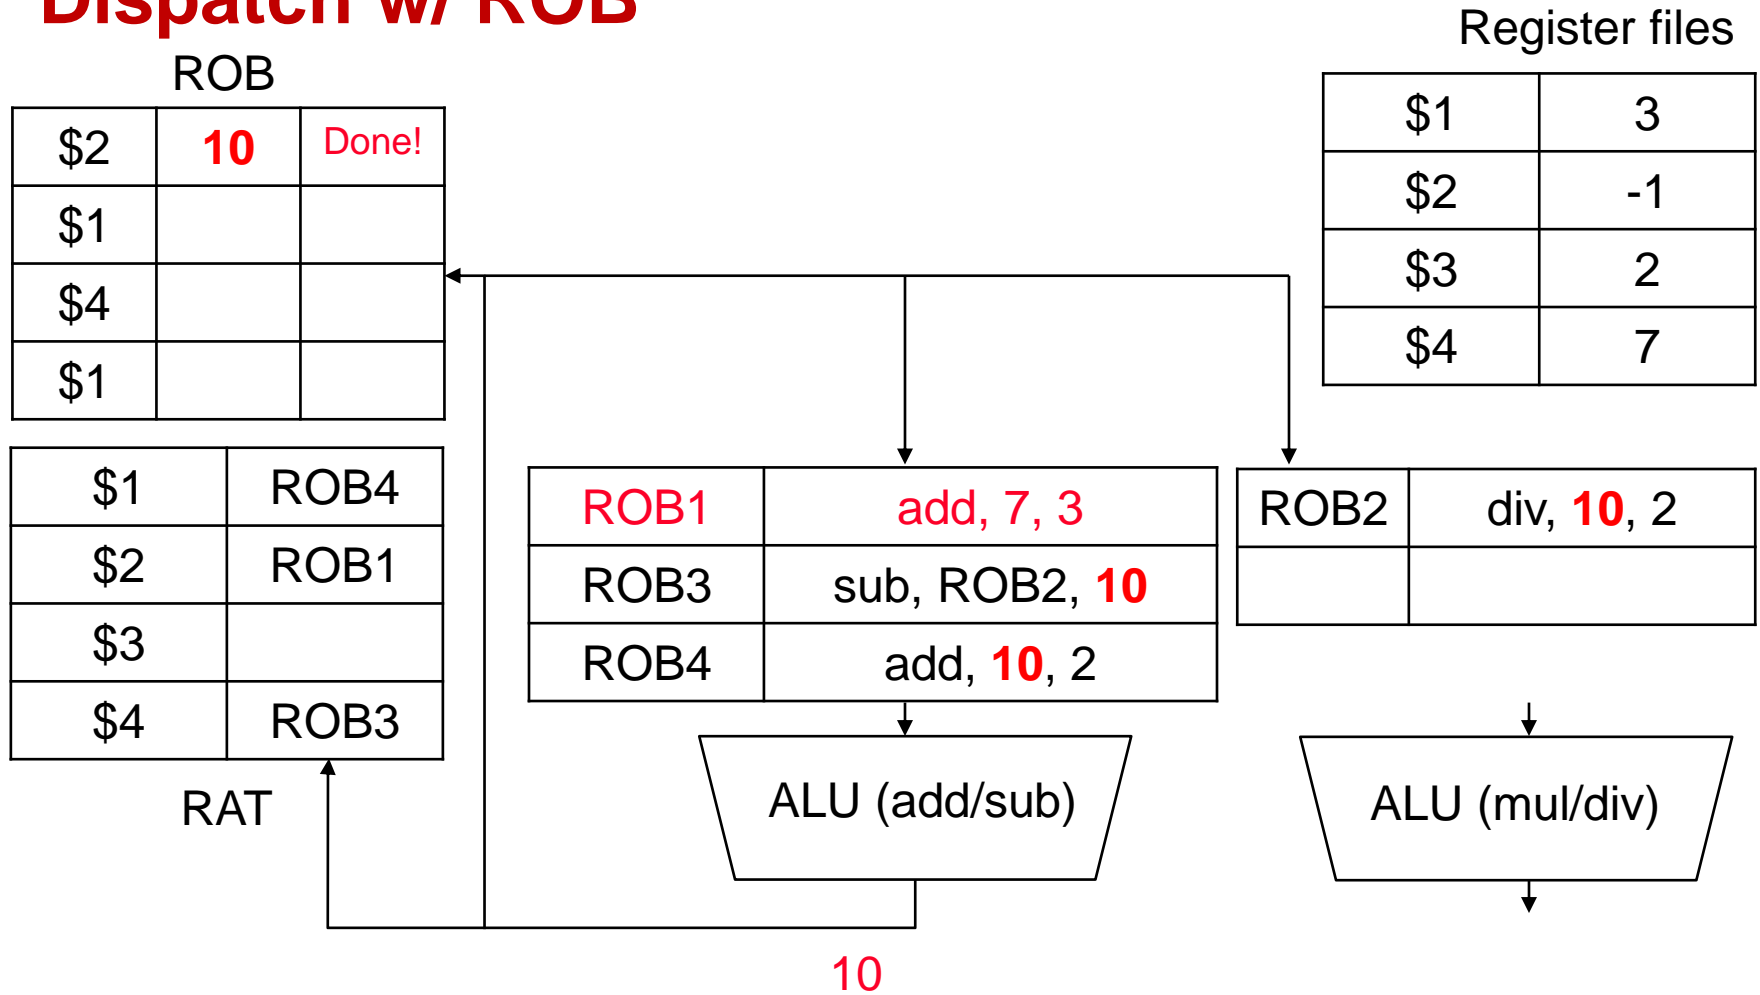 Dispatch w/ ROB
Register files
ROB
$2 10 Done!
$1
$4
$1
$1 3
$2 -1
$3 2
$4 7
$1 ROB4
$2 ROB1
$3
$4 ROB3
RAT
ROB1 add, 7, 3
ROB3 sub, ROB2, 10
ROB4 add, 10, 2
ROB2 div, 10, 2
ALU (add/sub)
ALU (mul/div)
10